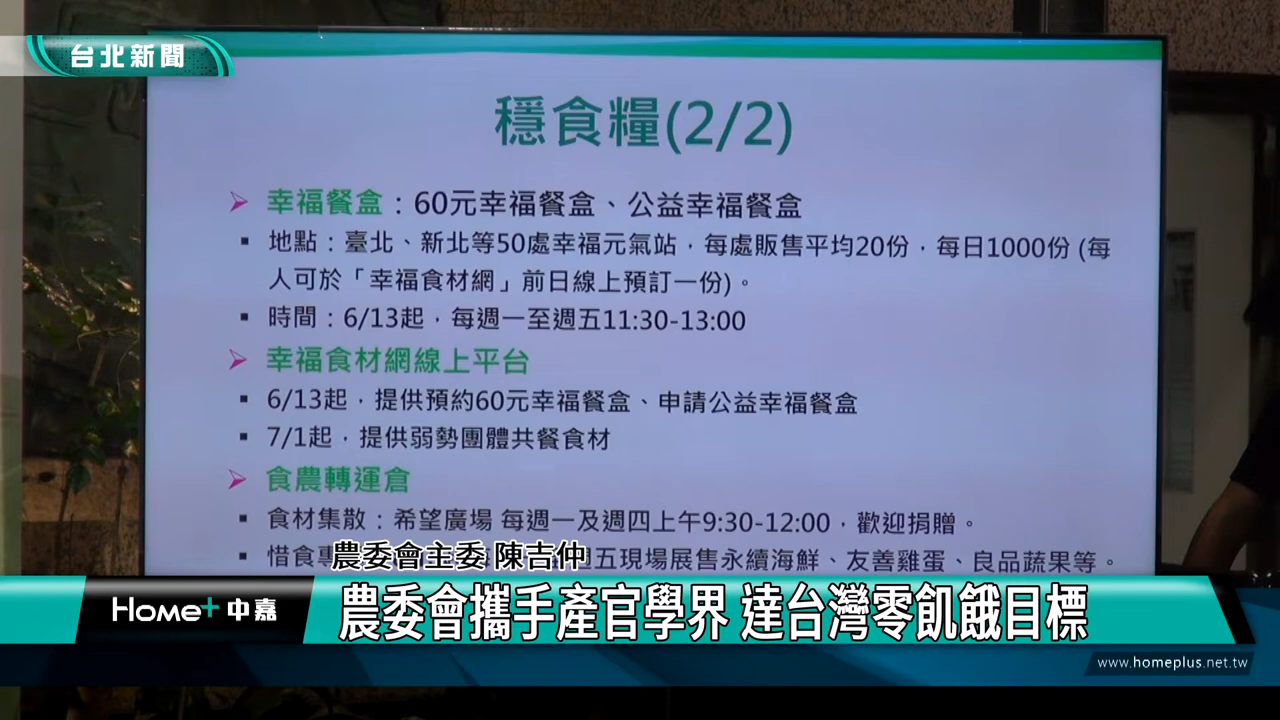 台北新聞
穩食糧(2/2)
幸福餐盒：60元幸福餐盒、公益幸福餐盒
地點：臺北、新北等50處幸福元氣站，每處販售平均20份，每日1000份 (每
人可於「幸福食材網」前日線上預訂一份)。
時間：6/13起，每週一至週五11:30-13:00
幸福食材網線上平台
6/13起，提供預約60元幸福餐盒、申請公益幸福餐盒
7/1起，提供弱勢團體共餐食材
食農轉運倉
食材集散：希望廣場 每週一及週四上午9:30-12:00，歡迎捐贈。
惜食專 五現場展售永續海鮮、友善雞蛋、良品蔬果等。
農委會主委 陳吉仲
Home+ 中嘉
農委會攜手產官學界 達台灣零飢餓目標
www.homeplus.net.tw